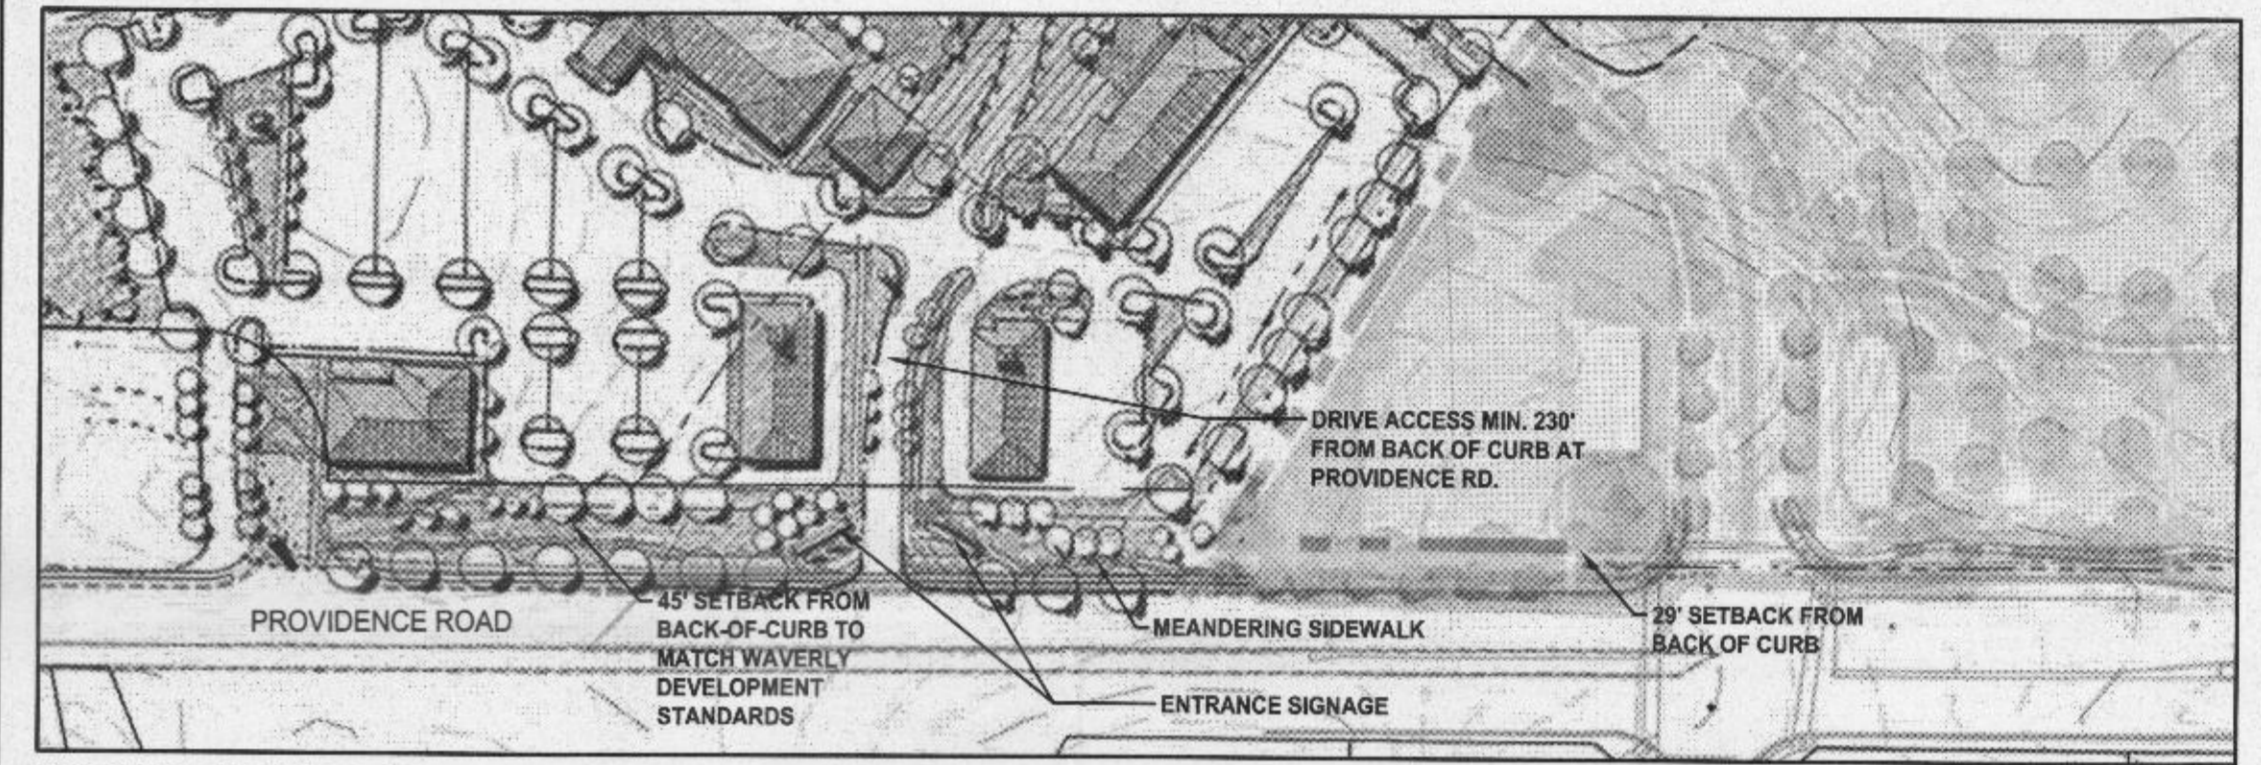 DRIVE ACCESS MIN. 230'
FROM BACK OF CURB AT
PROVIDENCE RD.
PROVIDENCE ROAD
45' SETBACK FROM
BACK-OF-CURB TO
MATCH WAVERLY
DEVELOPMENT
STANDARDS
MEANDERING SIDEWALK
ENTRANCE SIGNAGE
29' SETBACK FROM
BACK OF CURB